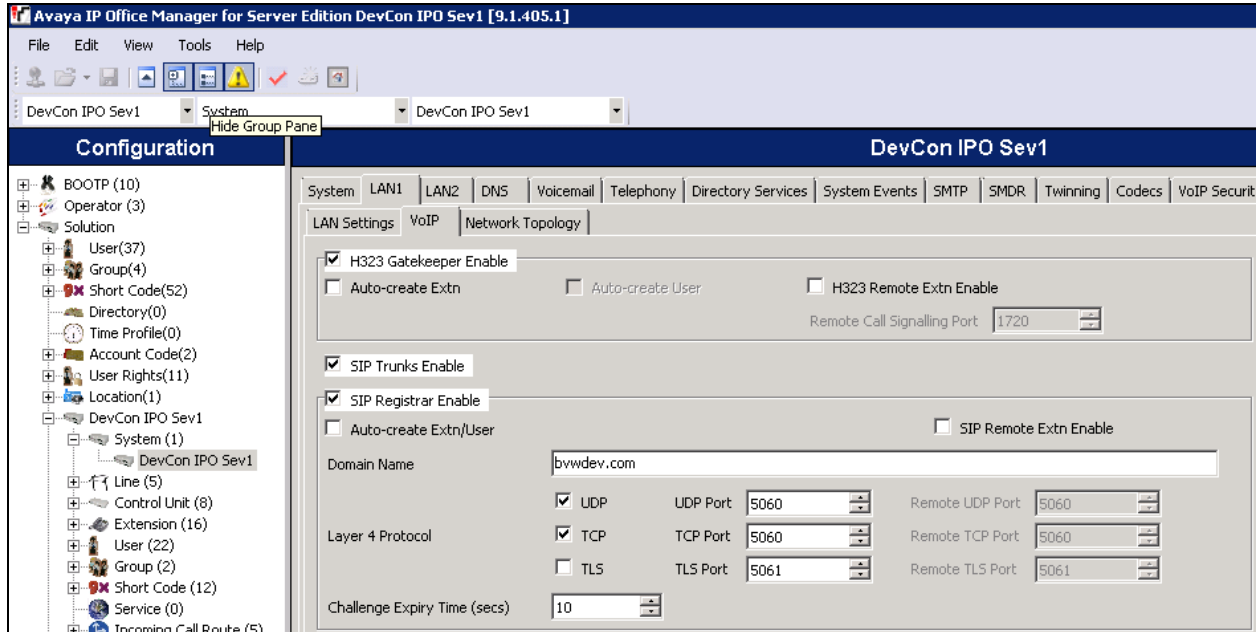 Avaya IP Office Manager for Server Edition DevCon IPO Sev1 [9.1.405.1]
File Edit View Tools Help
DevCon IPO Sev1 System DevCon IPO Sev1
Hide Group Pane
Configuration
BOOTP (10)
Operator (3)
Solution
User(37)
Group(4)
Short Code(52)
Directory(0)
Time Profile(0)
Account Code(2)
User Rights(11)
Location(1)
DevCon IPO Sev1
System (1)
DevCon IPO Sev1
Line (5)
Control Unit (8)
Extension (16)
User (22)
Group (2)
Short Code (12)
Service (0)
Incoming Call Route (5)
DevCon IPO Sev1
System LAN1 LAN2 DNS Voicemail Telephony Directory Services System Events SMTP SMDR Twinning Codecs VoIP Securit
LAN Settings VoIP Network Topology
H323 Gatekeeper Enable
Auto-create Extn Auto-create User H323 Remote Extn Enable
Remote Call Signalling Port 1720
SIP Trunks Enable
SIP Registrar Enable
Auto-create Extn/User SIP Remote Extn Enable
Domain Name bvwdev.com
UDP UDP Port 5060 Remote UDP Port 5060
Layer 4 Protocol TCP TCP Port 5060 Remote TCP Port 5060
TLS TLS Port 5061 Remote TLS Port 5061
Challenge Expiry Time (secs) 10